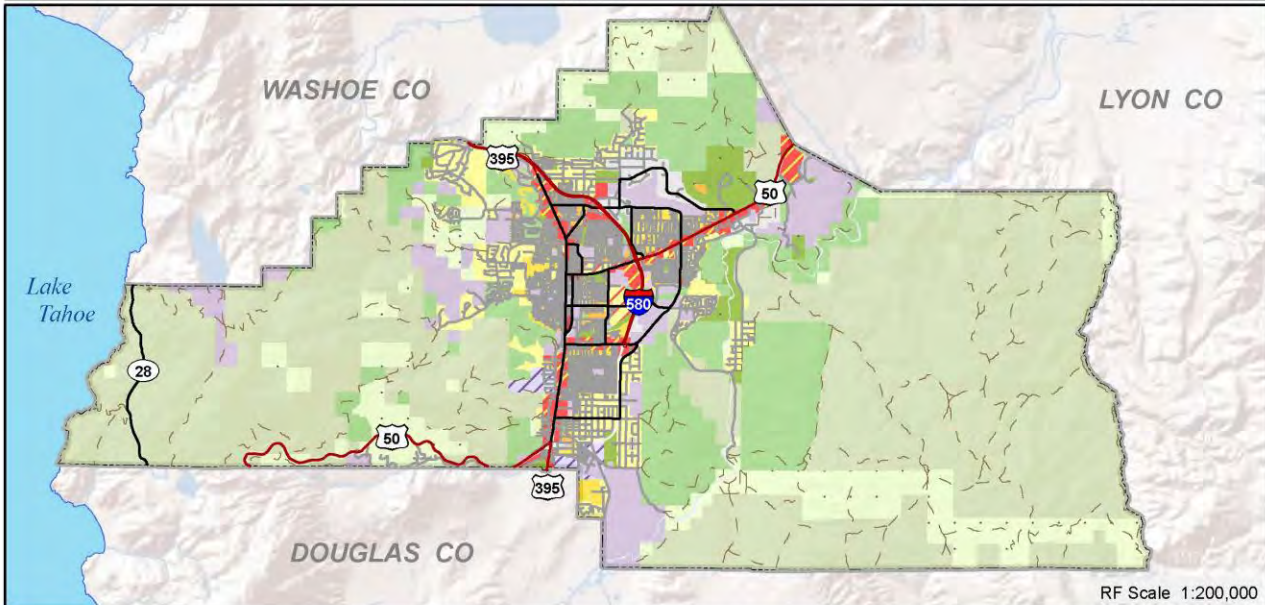 WASHOE CO
LYON CO
395
50
Lake
Tahoe
580
28
50
395
DOUGLAS CO
RF Scale 1:200,000